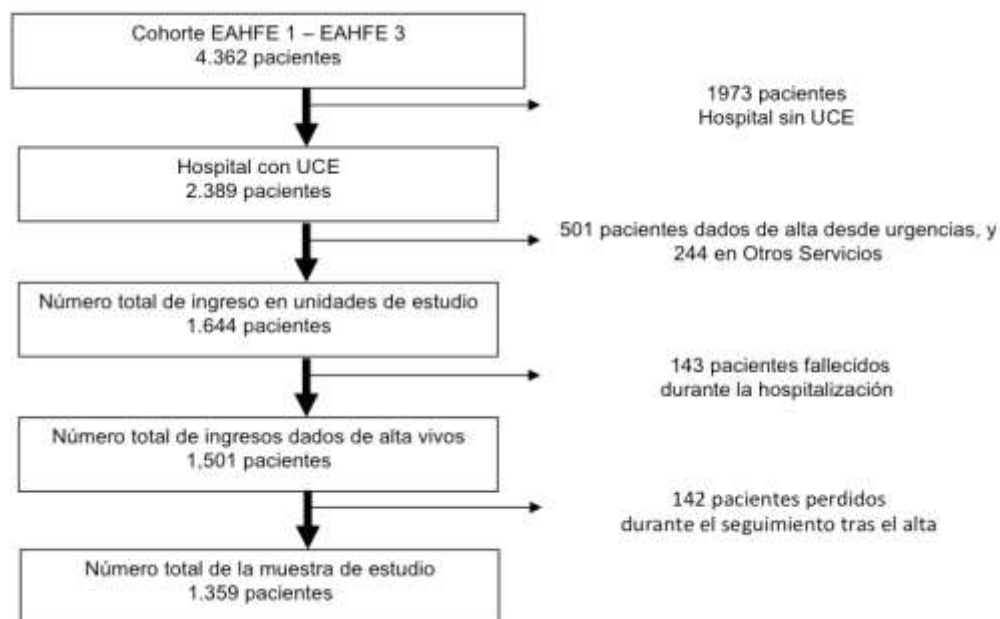 Cohorte EAHFE 1 – EAHFE 3
4.362 pacientes
1973 pacientes
Hospital sin UCE
Hospital con UCE
2.389 pacientes
501 pacientes dados de alta desde urgencias, y
244 en Otros Servicios
Número total de ingreso en unidades de estudio
1.644 pacientes
143 pacientes fallecidos
durante la hospitalización
Número total de ingresos dados de alta vivos
1,501 pacientes
142 pacientes perdidos
durante el seguimiento tras el alta
Número total de la muestra de estudio
1.359 pacientes